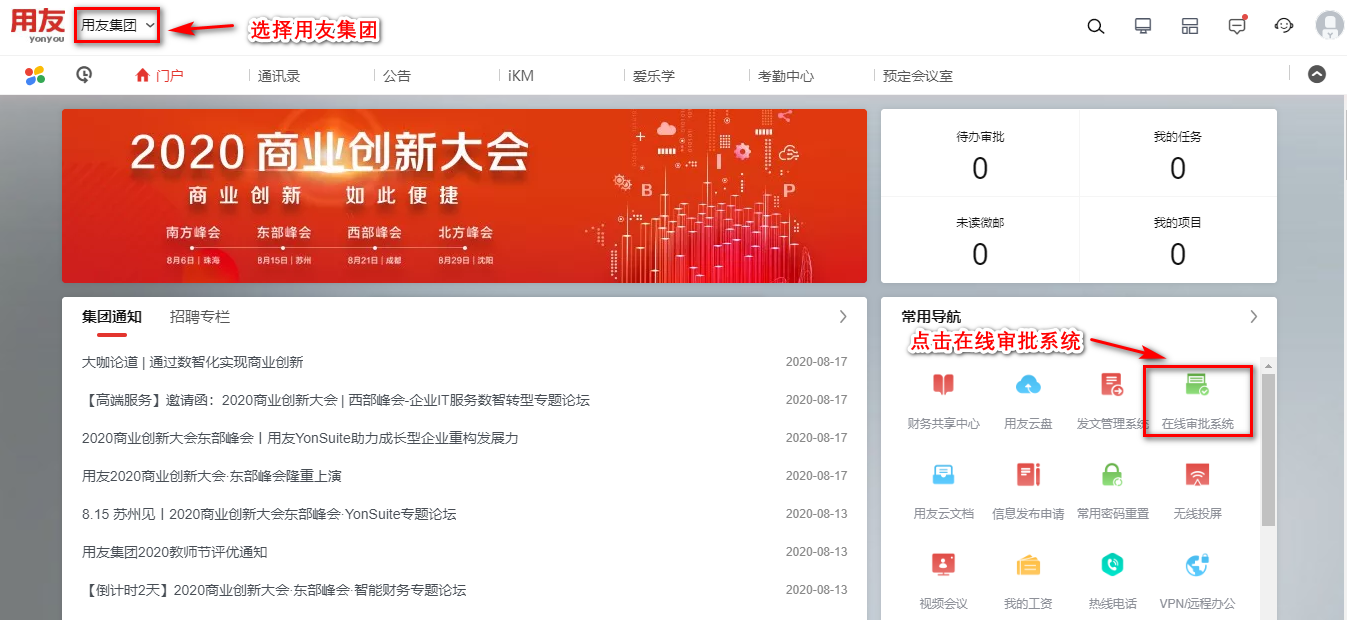 用友
yonyou
用友集团
选择用友集团
门户
通讯录
公告
iKM
爱乐学
考勤中心
预定会议室
2020 商业创新大会
商业创新 如此便捷
南方峰会 东部峰会 西部峰会 北方峰会
8月6日 | 珠海 8月15日 | 苏州 8月21日 | 成都 8月29日 | 沈阳
B
P
待办审批
0
我的任务
0
未读微邮
0
我的项目
0
集团通知 招聘专栏
大咖论道 | 通过数智化实现商业创新 2020-08-17
【高端服务】邀请函：2020商业创新大会 | 西部峰会-企业IT服务数智转型专题论坛 2020-08-17
2020商业创新大会东部峰会丨用友YonSuite助力成长型企业重构发展力 2020-08-17
用友2020商业创新大会·东部峰会隆重上演 2020-08-17
8.15 苏州见丨2020商业创新大会东部峰会·YonSuite专题论坛 2020-08-13
用友集团2020教师节评优通知 2020-08-13
【倒计时2天】2020商业创新大会·东部峰会·智能财务专题论坛 2020-08-13
常用导航
点击在线审批系统
财务共享中心 用友云盘 发文管理系统 在线审批系统
用友云文档 信息发布申请 常用密码重置 无线投屏
视频会议 我的工资 热线电话 VPN/远程办公